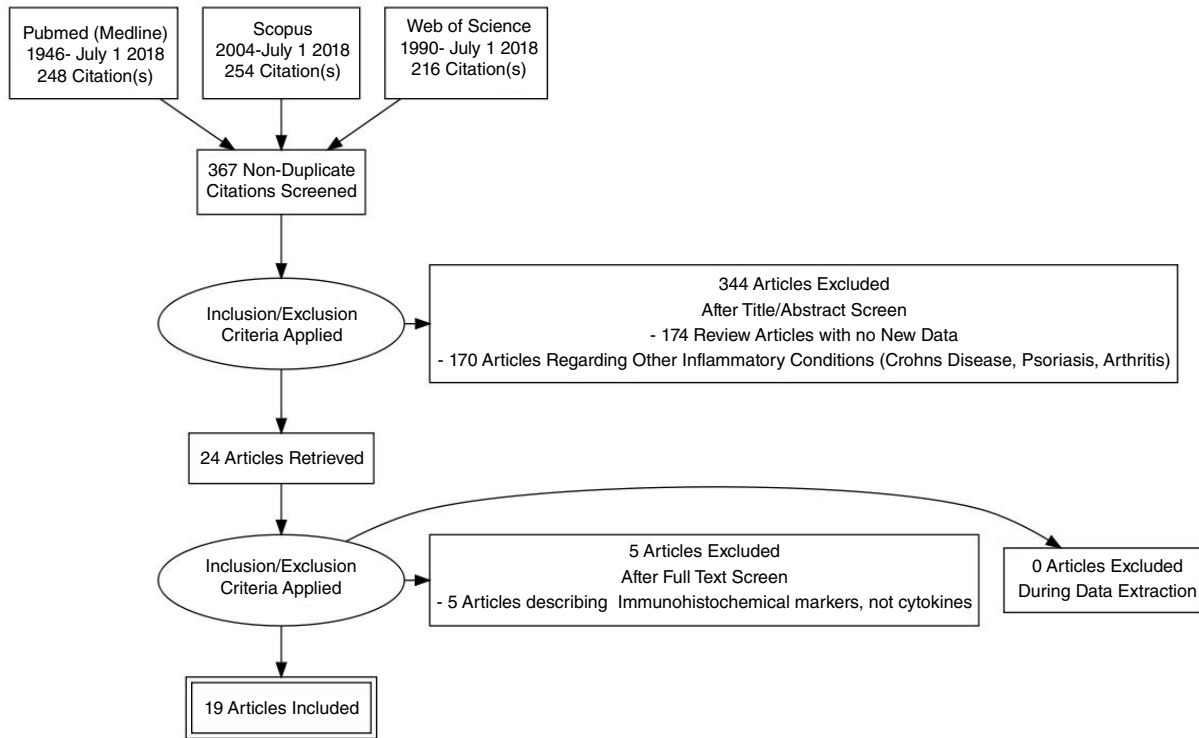 Pubmed (Medline)
1946- July 1 2018
248 Citation(s)
Scopus
2004-July 1 2018
254 Citation(s)
Web of Science
1990- July 1 2018
216 Citation(s)
367 Non-Duplicate
Citations Screened
Inclusion/Exclusion
Criteria Applied
344 Articles Excluded
After Title/Abstract Screen
- 174 Review Articles with no New Data
- 170 Articles Regarding Other Inflammatory Conditions (Crohns Disease, Psoriasis, Arthritis)
24 Articles Retrieved
Inclusion/Exclusion
Criteria Applied
5 Articles Excluded
After Full Text Screen
- 5 Articles describing Immunohistochemical markers, not cytokines
0 Articles Excluded
During Data Extraction
19 Articles Included